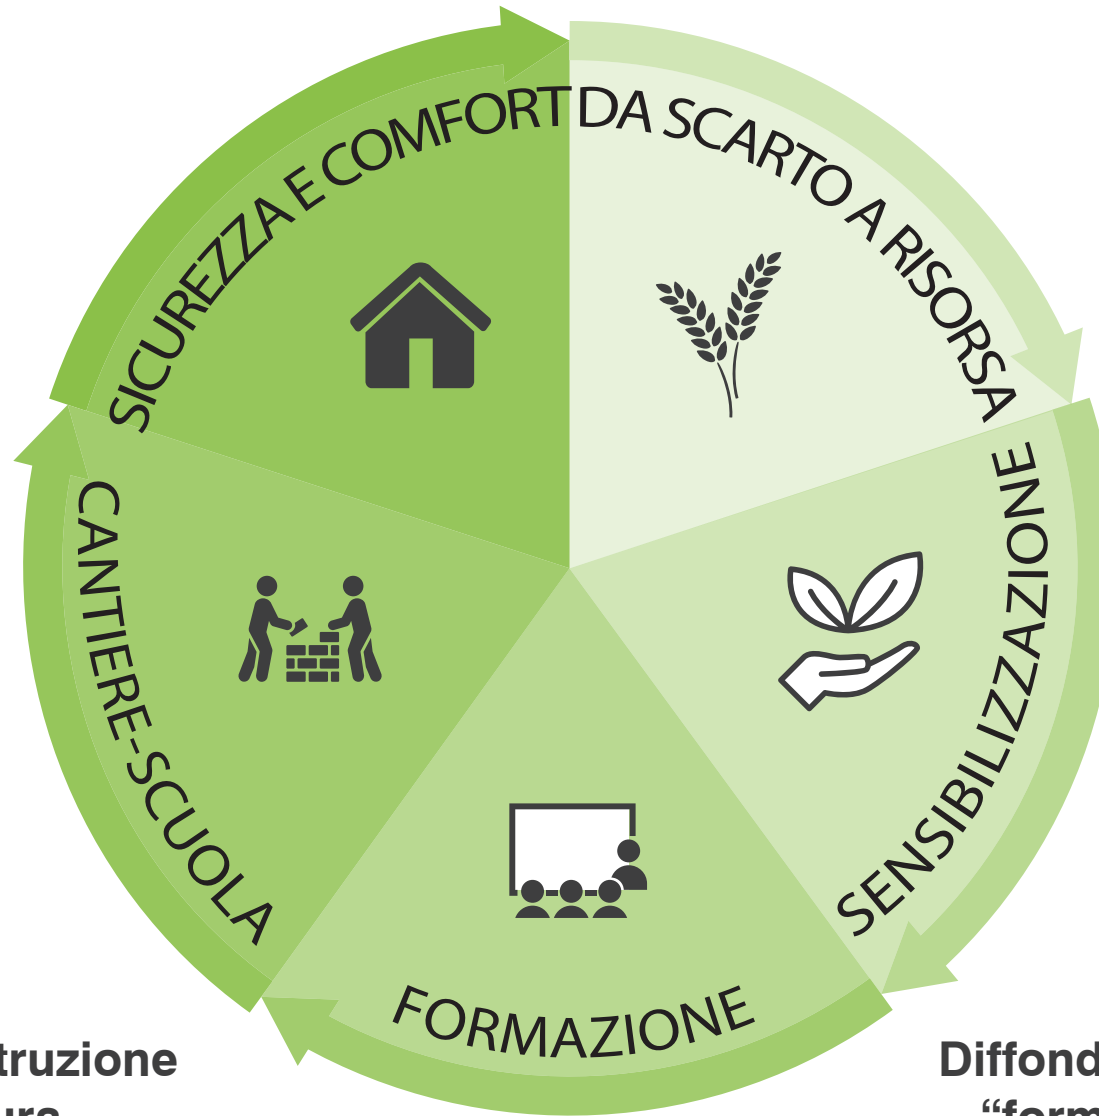 DA SCARTO A RISORSA
SENSIBILIZZAZIONE
FORMAZIONE
CANTIERE-SCUOLA
SICUREZZA E COMFORT
truzione
Diffond